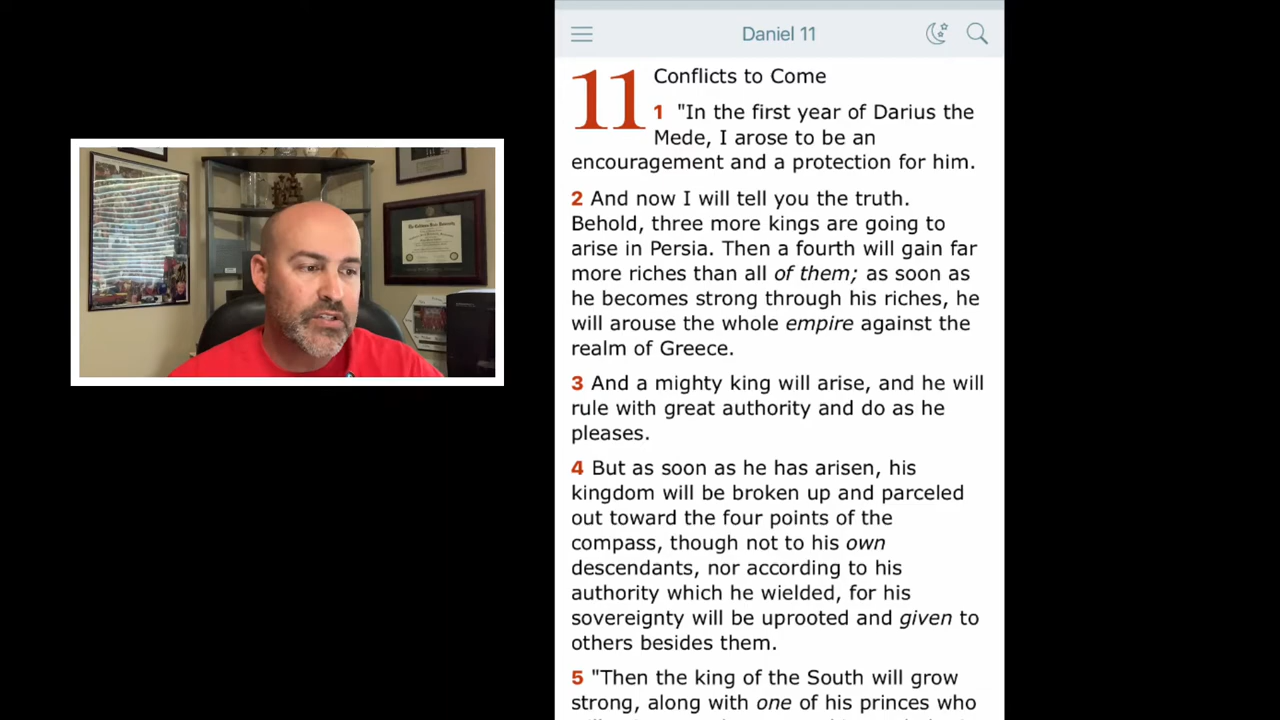 Daniel 11
11
Conflicts to Come
1 "In the first year of Darius the
Mede, I arose to be an
encouragement and a protection for him.
2 And now I will tell you the truth.
Behold, three more kings are going to
arise in Persia. Then a fourth will gain far
more riches than all of them; as soon as
he becomes strong through his riches, he
will arouse the whole empire against the
realm of Greece.
3 And a mighty king will arise, and he will
rule with great authority and do as he
pleases.
4 But as soon as he has arisen, his
kingdom will be broken up and parceled
out toward the four points of the
compass, though not to his own
descendants, nor according to his
authority which he wielded, for his
sovereignty will be uprooted and given to
others besides them.
5 "Then the king of the South will grow
strong, along with one of his princes who